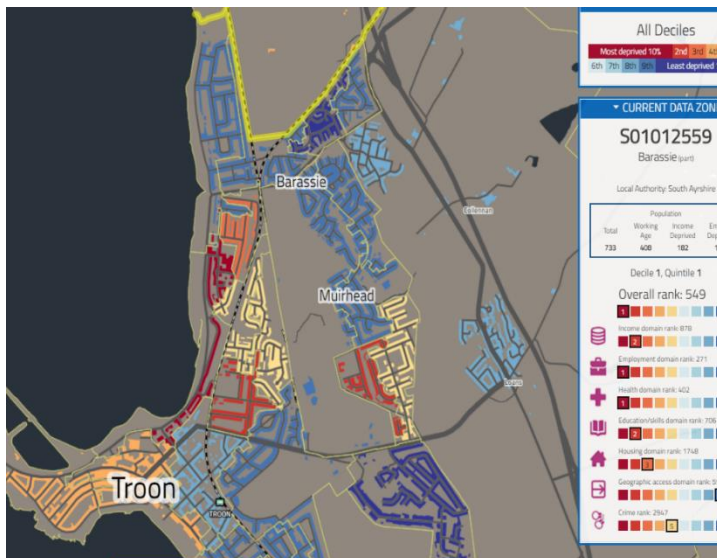 All Deciles
Most deprived 10% 2nd 3rd 4th
6th 7th 8th 9th Least deprived
CURRENT DATA ZON
S01012559
Barassie (part)
Local Authority: South Ayrshire
Population
Total Working Age Income Deprived
733 408 182
Decile 1, Quintile 1
Overall rank: 549
1
Income domain rank: 878
2
Employment domain rank: 271
1
Health domain rank: 402
1
Education/skills domain rank: 706
2
Housing domain rank: 1748
3
Geographic access domain rank:
Crime rank: 2947
5
Barassie
Muirhead
Loans
Troon
TROON